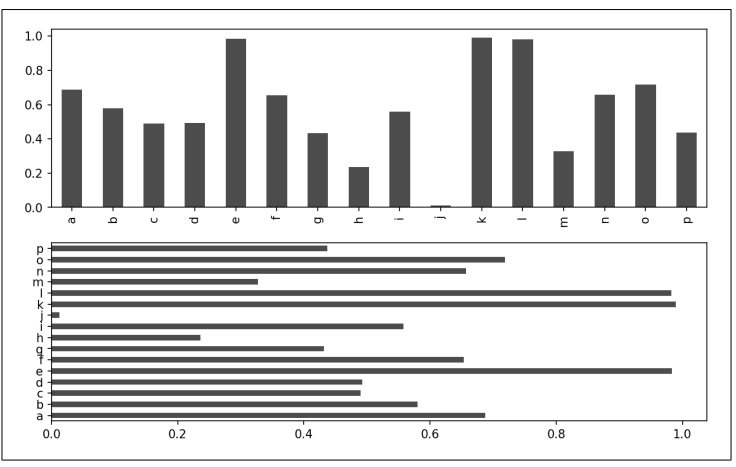 1.0
0.8
0.6
0.4
0.2
0.0
a b c d e f g h i j k l m n o p
p
o
n
m
l
k
j
i
h
g
f
e
d
c
b
a
0.0 0.2 0.4 0.6 0.8 1.0